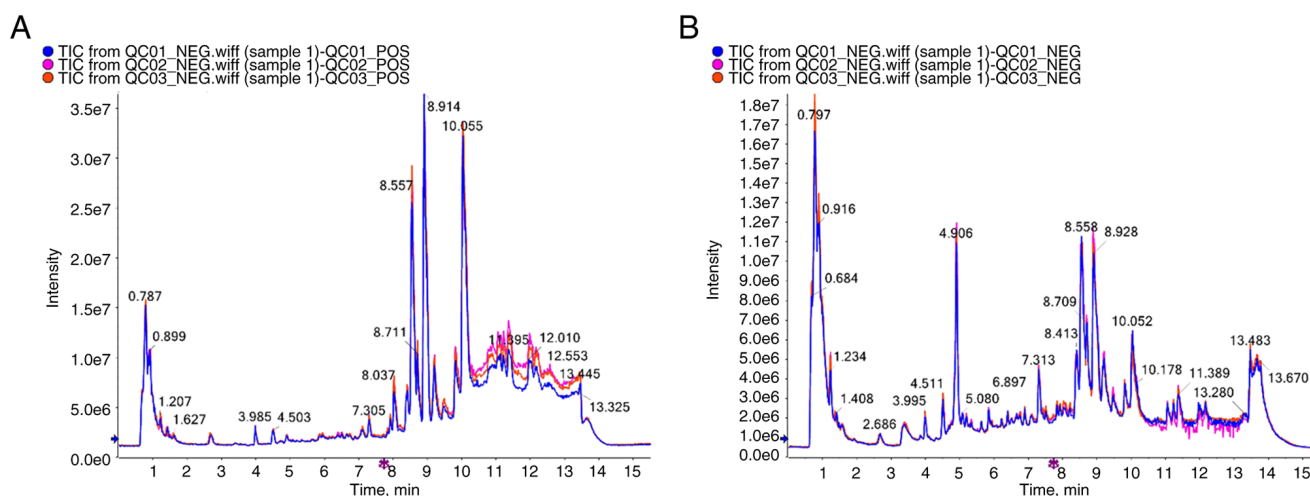 A
TIC from QC01_NEG.wiff (sample 1)-QC01_POS
TIC from QC02_NEG.wiff (sample 1)-QC02_POS
TIC from QC03_NEG.wiff (sample 1)-QC03_POS
Intensity
3.5e7
3.0e7
2.5e7
2.0e7
1.5e7
1.0e7
5.0e6
0.0e0
0.787
0.899
1.207
1.627
3.985
4.503
7.305
8.037
8.711
8.557
8.914
10.055
11.395
12.010
12.553
13.445
13.325
1 2 3 4 5 6 7 8 9 10 11 12 13 14 15
*
Time, min
B
TIC from QC01_NEG.wiff (sample 1)-QC01_NEG
TIC from QC02_NEG.wiff (sample 1)-QC02_NEG
TIC from QC03_NEG.wiff (sample 1)-QC03_NEG
Intensity
1.8e7
1.7e7
1.5e7
1.4e7
1.3e7
1.2e7
1.1e7
1.0e7
9.0e6
8.0e6
7.0e6
6.0e6
5.0e6
4.0e6
3.0e6
2.0e6
1.0e6
0.0e0
0.797
0.916
0.684
1.234
1.408
2.686
3.995
4.511
4.906
5.080
6.897
7.313
8.413
8.709
8.558
8.928
10.052
10.178
11.389
13.280
13.483
13.670
1 2 3 4 5 6 7 8 9 10 11 12 13 14 15
*
Time, min